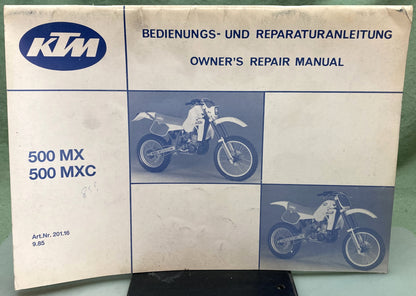 KTM
BEDIENUNGS- UND REPARATURANLEITUNG
OWNER'S REPAIR MANUAL
500 MX
500 MXC
Art.Nr. 201.16
9.85